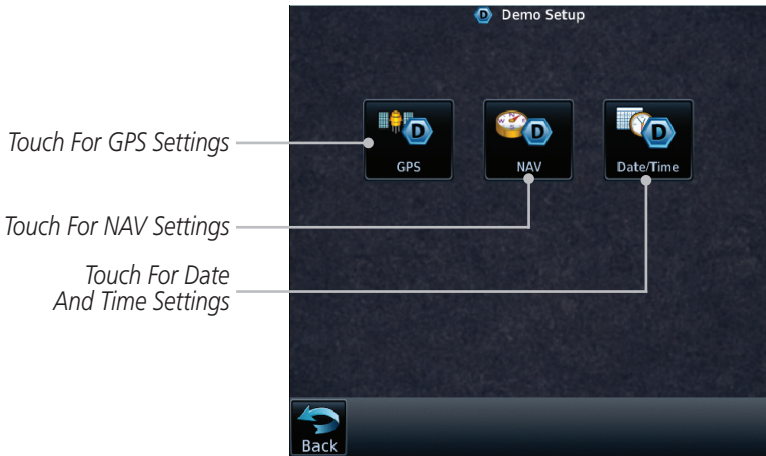 D Demo Setup
D
D
D
GPS
NAV
Date/Time
Touch For GPS Settings
Touch For NAV Settings
Touch For Date
And Time Settings
Back